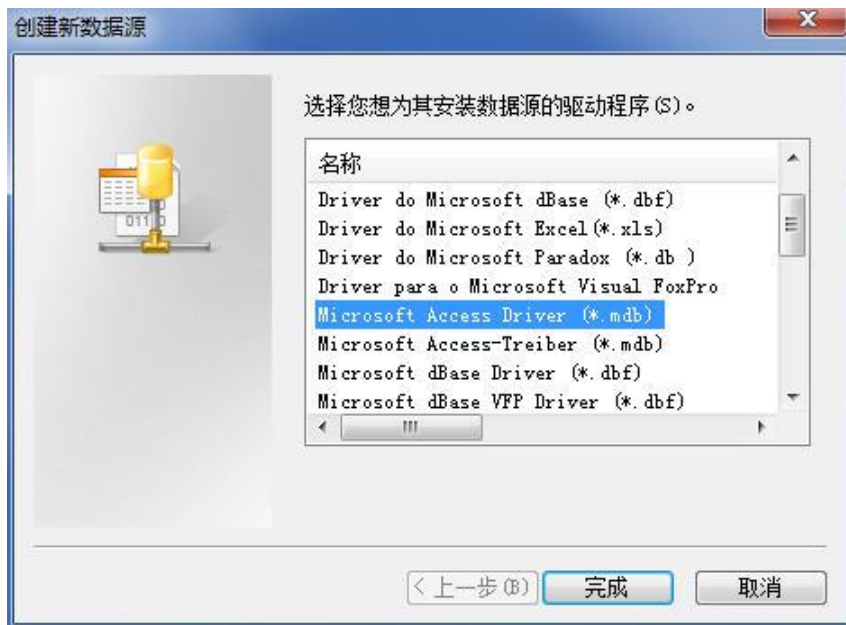 创建新数据源
选择您想为其安装数据源的驱动程序(S)。
名称
Driver do Microsoft dBase (*.dbf)
Driver do Microsoft Excel(*.xls)
Driver do Microsoft Paradox (*.db )
Driver para o Microsoft Visual FoxPro
Microsoft Access Driver (*.mdb)
Microsoft Access-Treiber (*.mdb)
Microsoft dBase Driver (*.dbf)
Microsoft dBase VFP Driver (*.dbf)
< 上一步(B)
完成
取消